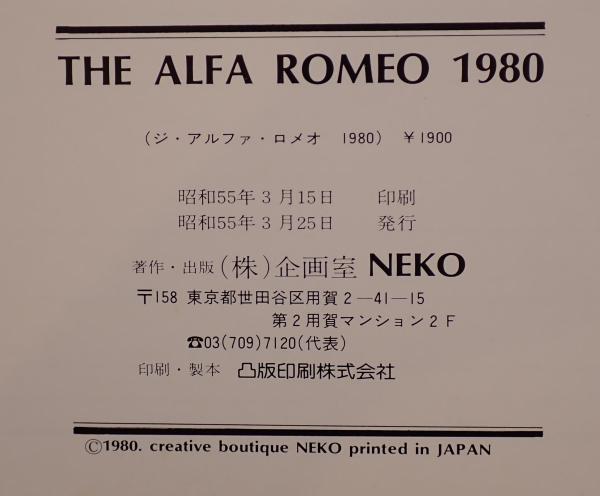 THE ALFA ROMEO 1980
（ジ・アルファ・ロメオ　1980）　￥1900
昭和55年3月15日　印刷
昭和55年3月25日　発行
著作・出版 （株）企画室 NEKO
〒158 東京都世田谷区用賀2―41―15
第2用賀マンション2F
☎03(709)7120(代表)
印刷・製本　凸版印刷株式会社
©1980. creative boutique NEKO printed in JAPAN